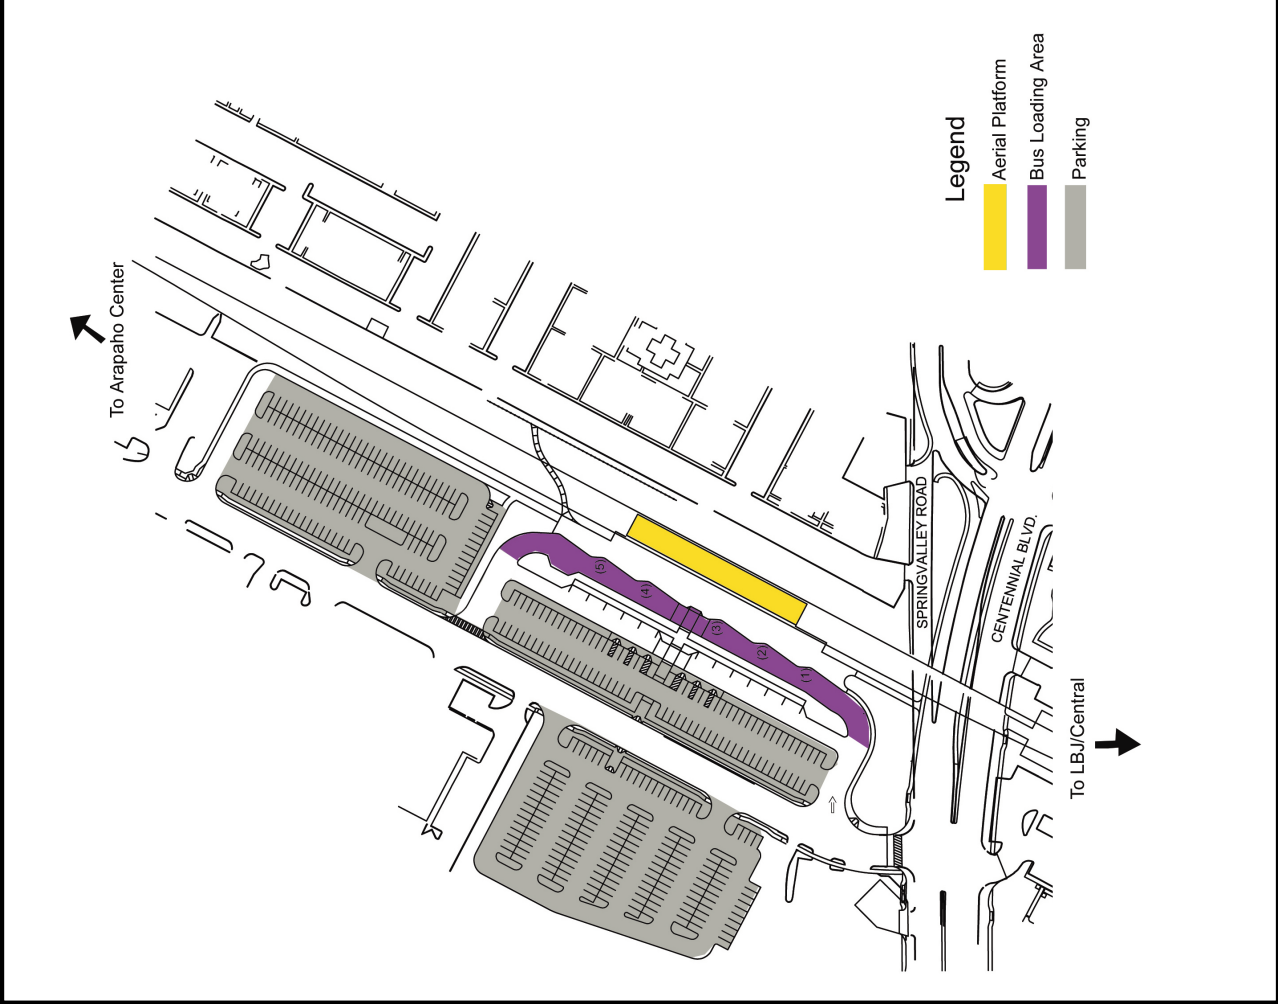 Legend
Aerial Platform
Bus Loading Area
Parking
To Arapaho Center
(5)
(4)
(3)
(2)
(1)
SPRINGVALLEY ROAD
CENTENNIAL BLVD.
To LBJ/Central